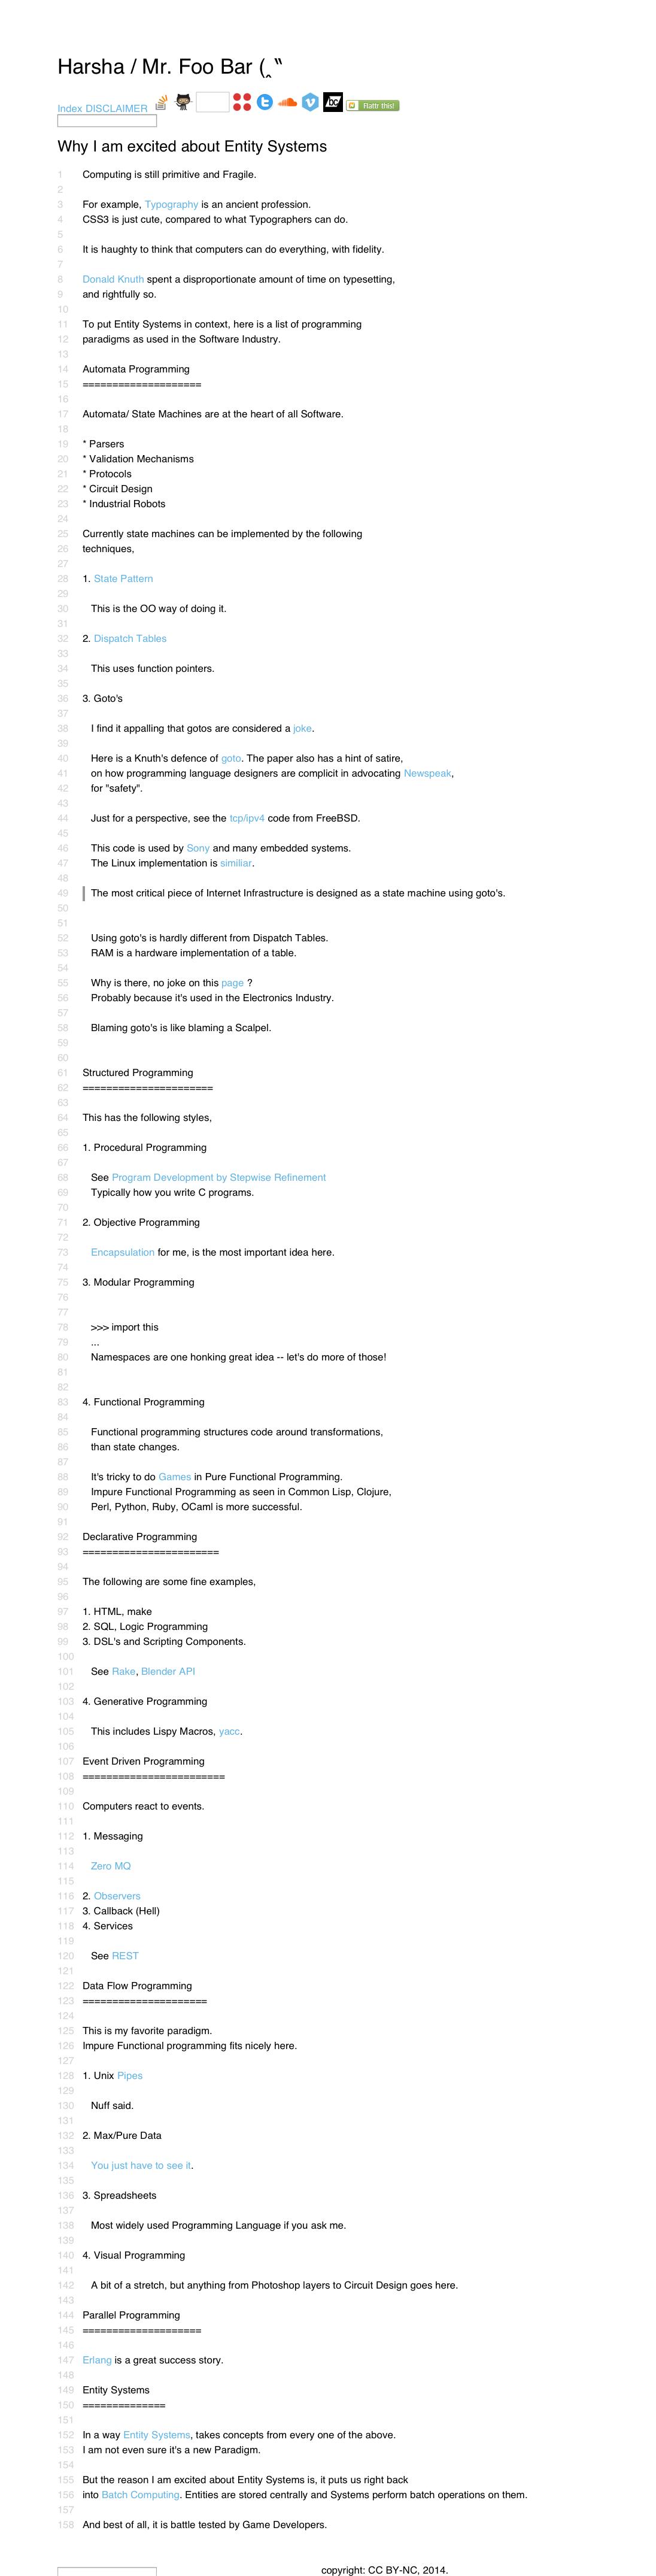 Harsha / Mr. Foo Bar (‸‶
Index DISCLAIMER Flattr this!
Why I am excited about Entity Systems
1 Computing is still primitive and Fragile.
2
3 For example, Typography is an ancient profession.
4 CSS3 is just cute, compared to what Typographers can do.
5
6 It is haughty to think that computers can do everything, with fidelity.
7
8 Donald Knuth spent a disproportionate amount of time on typesetting,
9 and rightfully so.
10
11 To put Entity Systems in context, here is a list of programming
12 paradigms as used in the Software Industry.
13
14 Automata Programming
15 ====================
16
17 Automata/ State Machines are at the heart of all Software.
18
19 * Parsers
20 * Validation Mechanisms
21 * Protocols
22 * Circuit Design
23 * Industrial Robots
24
25 Currently state machines can be implemented by the following
26 techniques,
27
28 1. State Pattern
29
30 This is the OO way of doing it.
31
32 2. Dispatch Tables
33
34 This uses function pointers.
35
36 3. Goto's
37
38 I find it appalling that gotos are considered a joke.
39
40 Here is a Knuth's defence of goto. The paper also has a hint of satire,
41 on how programming language designers are complicit in advocating Newspeak,
42 for "safety".
43
44 Just for a perspective, see the tcp/ipv4 code from FreeBSD.
45
46 This code is used by Sony and many embedded systems.
47 The Linux implementation is similiar.
48
49 The most critical piece of Internet Infrastructure is designed as a state machine using goto's.
50
51
52 Using goto's is hardly different from Dispatch Tables.
53 RAM is a hardware implementation of a table.
54
55 Why is there, no joke on this page ?
56 Probably because it's used in the Electronics Industry.
57
58 Blaming goto's is like blaming a Scalpel.
59
60
61 Structured Programming
62 ======================
63
64 This has the following styles,
65
66 1. Procedural Programming
67
68 See Program Development by Stepwise Refinement
69 Typically how you write C programs.
70
71 2. Objective Programming
72
73 Encapsulation for me, is the most important idea here.
74
75 3. Modular Programming
76
77
78 >>> import this
79 ...
80 Namespaces are one honking great idea -- let's do more of those!
81
82
83 4. Functional Programming
84
85 Functional programming structures code around transformations,
86 than state changes.
87
88 It's tricky to do Games in Pure Functional Programming.
89 Impure Functional Programming as seen in Common Lisp, Clojure,
90 Perl, Python, Ruby, OCaml is more successful.
91
92 Declarative Programming
93 =======================
94
95 The following are some fine examples,
96
97 1. HTML, make
98 2. SQL, Logic Programming
99 3. DSL's and Scripting Components.
100
101 See Rake, Blender API
102
103 4. Generative Programming
104
105 This includes Lispy Macros, yacc.
106
107 Event Driven Programming
108 ========================
109
110 Computers react to events.
111
112 1. Messaging
113
114 Zero MQ
115
116 2. Observers
117 3. Callback (Hell)
118 4. Services
119
120 See REST
121
122 Data Flow Programming
123 =====================
124
125 This is my favorite paradigm.
126 Impure Functional programming fits nicely here.
127
128 1. Unix Pipes
129
130 Nuff said.
131
132 2. Max/Pure Data
133
134 You just have to see it.
135
136 3. Spreadsheets
137
138 Most widely used Programming Language if you ask me.
139
140 4. Visual Programming
141
142 A bit of a stretch, but anything from Photoshop layers to Circuit Design goes here.
143
144 Parallel Programming
145 ====================
146
147 Erlang is a great success story.
148
149 Entity Systems
150 ==============
151
152 In a way Entity Systems, takes concepts from every one of the above.
153 I am not even sure it's a new Paradigm.
154
155 But the reason I am excited about Entity Systems is, it puts us right back
156 into Batch Computing. Entities are stored centrally and Systems perform batch operations on them.
157
158 And best of all, it is battle tested by Game Developers.
copyright: CC BY-NC, 2014.